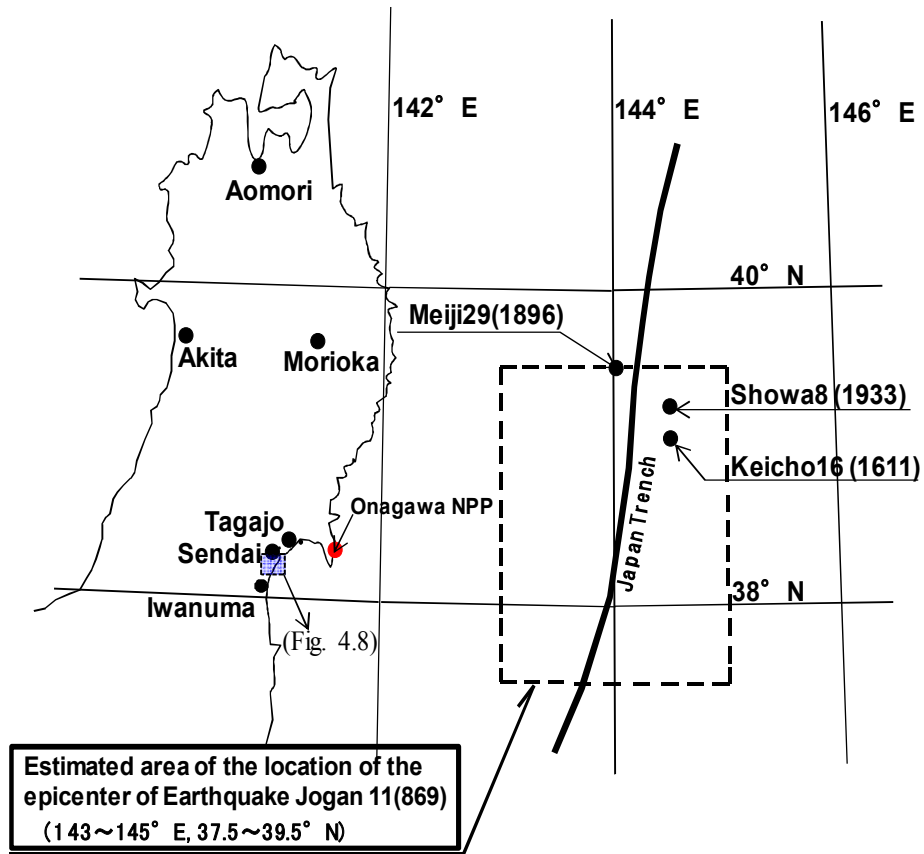 142° E
144° E
146° E
Aomori
40° N
Meiji29(1896)
Akita
Morioka
Showa8 (1933)
Keicho16 (1611)
Japan Trench
Onagawa NPP
Tagajo
Sendai
38° N
Iwanuma
(Fig. 4.8)
Estimated area of the location of the
epicenter of Earthquake Jogan 11(869)
（143～145° E, 37.5～39.5° N）